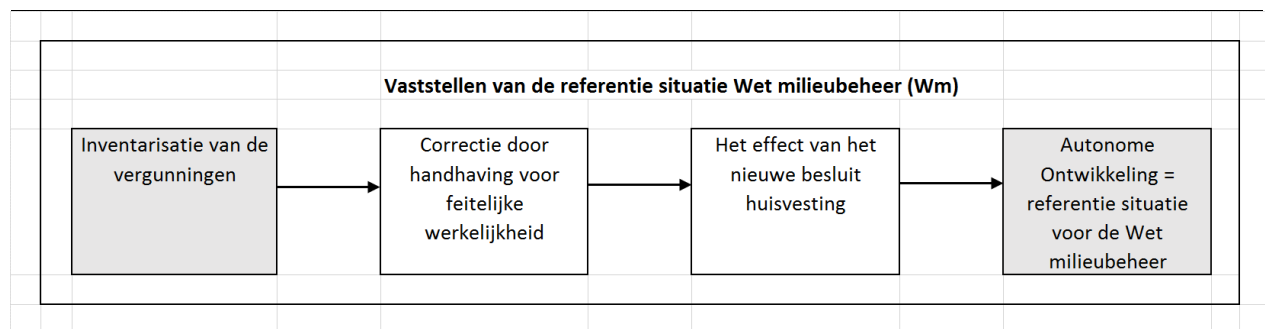 Vaststellen van de referentie situatie Wet milieubeheer (Wm)
Inventarisatie van de
vergunningen
Correctie door
handhaving voor
feitelijke
werkelijkheid
Het effect van het
nieuwe besluit
huisvesting
Autonome
Ontwikkeling =
referentie situatie
voor de Wet
milieubeheer